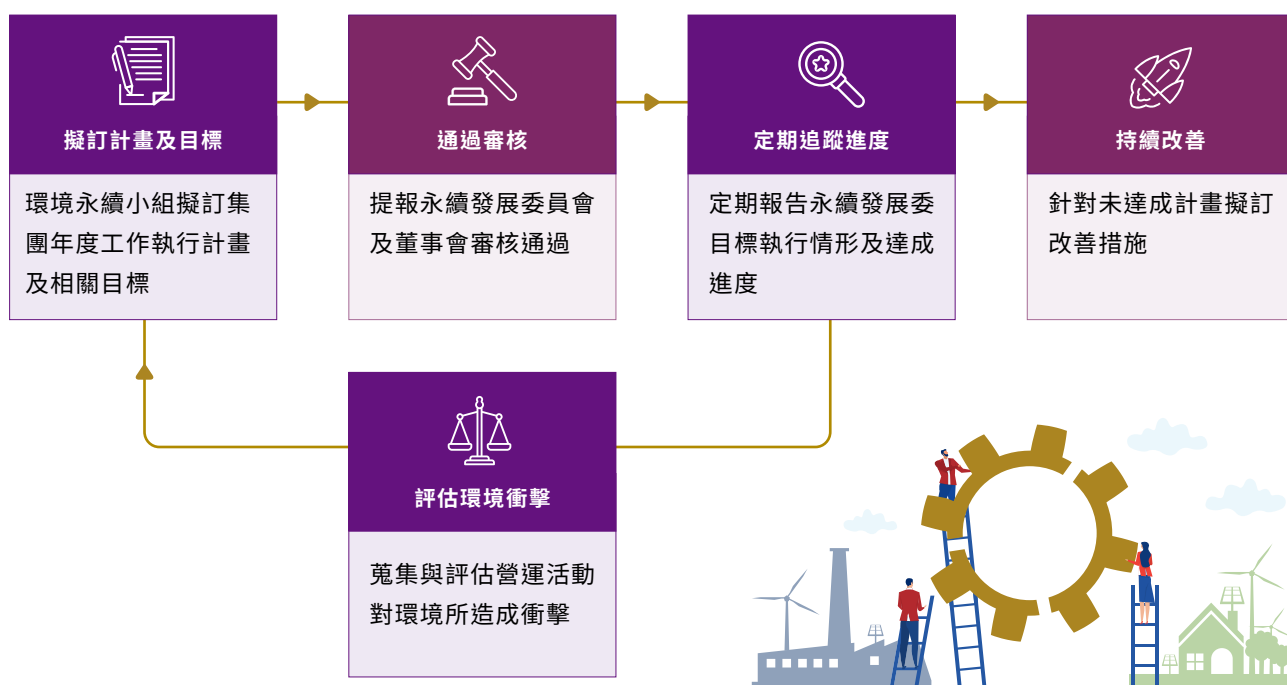 擬訂計畫及目標
環境永續小組擬訂集
團年度工作執行計畫
及相關目標
通過審核
提報永續發展委員會
及董事會審核通過
定期追蹤進度
定期報告永續發展委
目標執行情形及達成
進度
持續改善
針對未達成計畫擬訂
改善措施
評估環境衝擊
蒐集與評估營運活動
對環境所造成衝擊